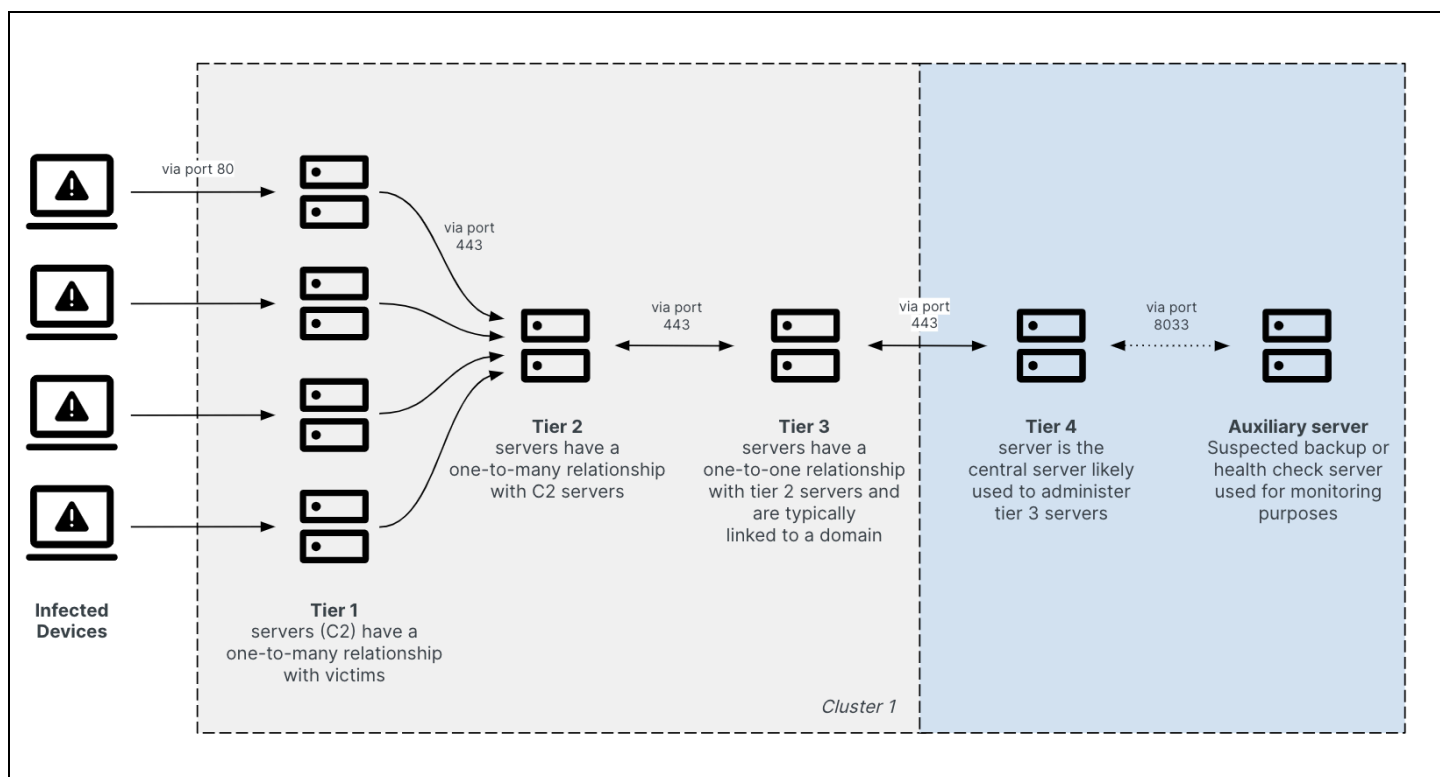 via port 80
via port
443
via port
443
via port
443
via port
8033
Tier 2
servers have a
one-to-many relationship
with C2 servers
Tier 3
servers have a
one-to-one relationship
with tier 2 servers and
are typically
linked to a domain
Tier 4
server is the
central server likely
used to administer
tier 3 servers
Auxiliary server
Suspected backup or
health check server
used for monitoring
purposes
Infected
Devices
Tier 1
servers (C2) have a
one-to-many relationship
with victims
Cluster 1